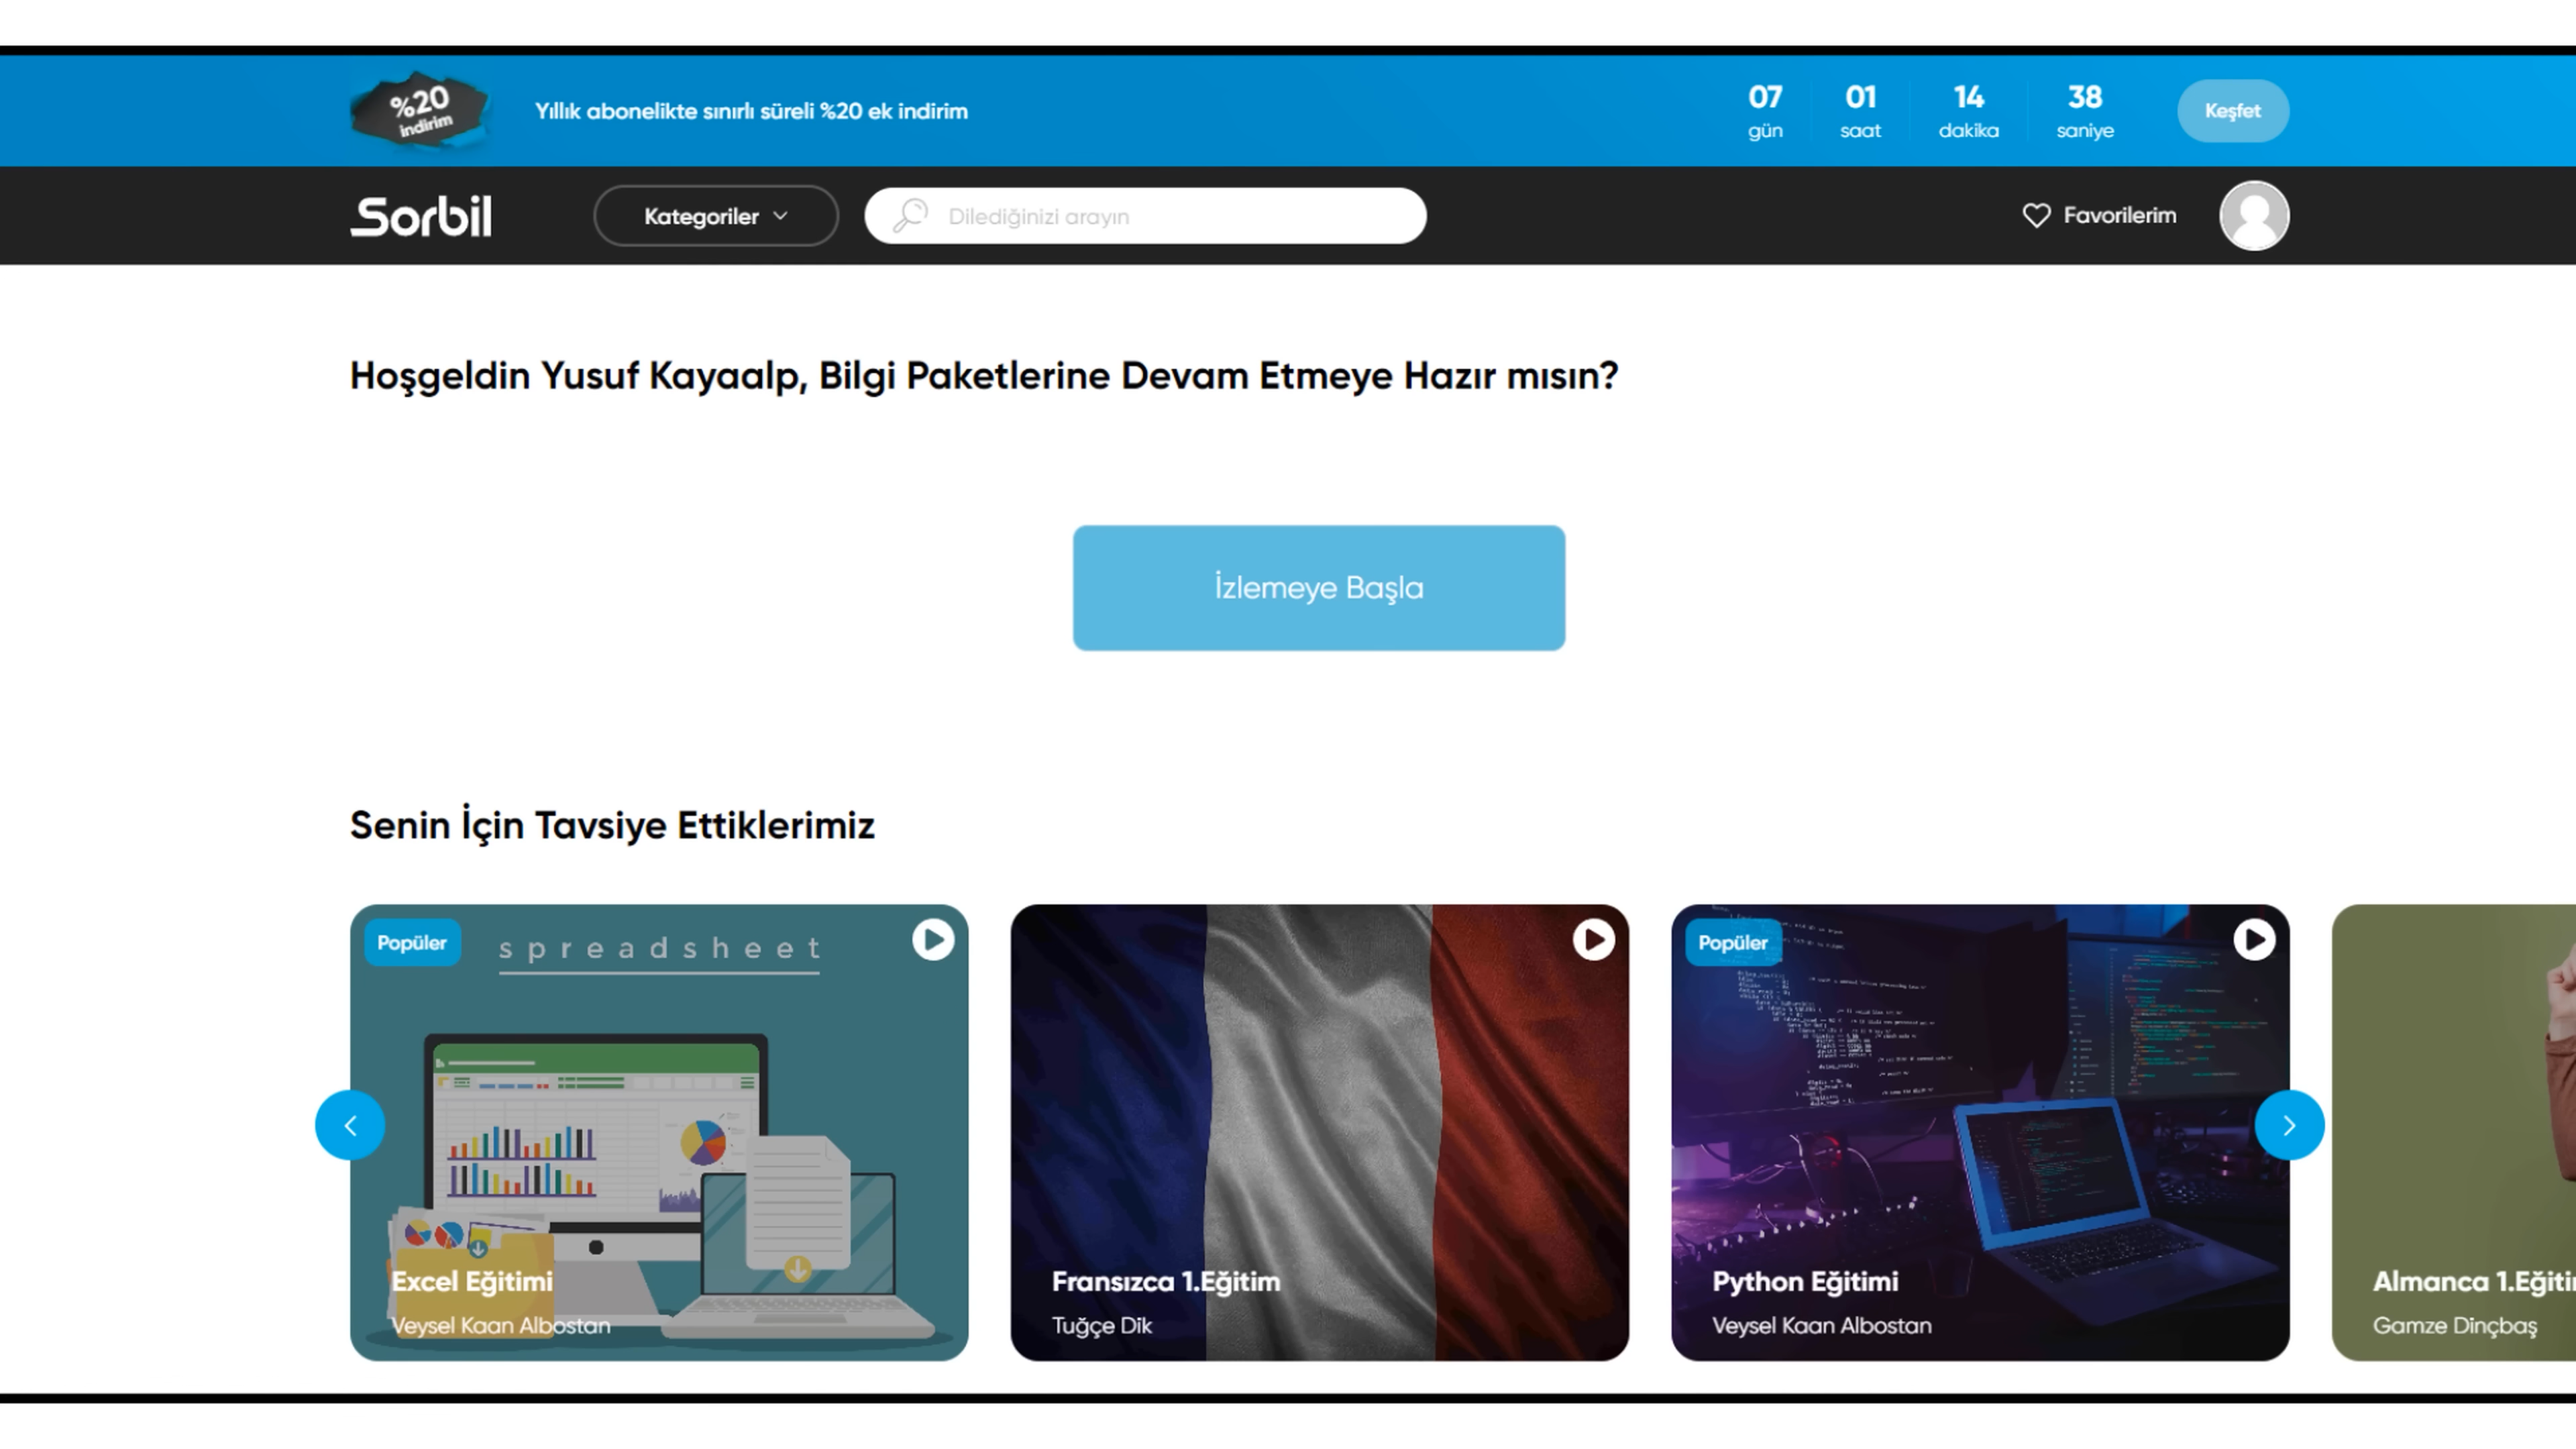 %20
indirim
Yıllık abonelikte sınırlı süreli %20 ek indirim
07 01 14 38
gün saat dakika saniye
Keşfet
Sorbil
Kategoriler
Dilediğinizi arayın
Favorilerim
Hoşgeldin Yusuf Kayaalp, Bilgi Paketlerine Devam Etmeye Hazır mısın?
İzlemeye Başla
Senin İçin Tavsiye Ettiklerimiz
Popüler
spreadsheet
Excel Eğitimi
Veysel Kaan Albostan
Fransızca 1.Eğitim
Tuğçe Dik
Popüler
Python Eğitimi
Veysel Kaan Albostan
Almanca
Gamze Dinçbaş